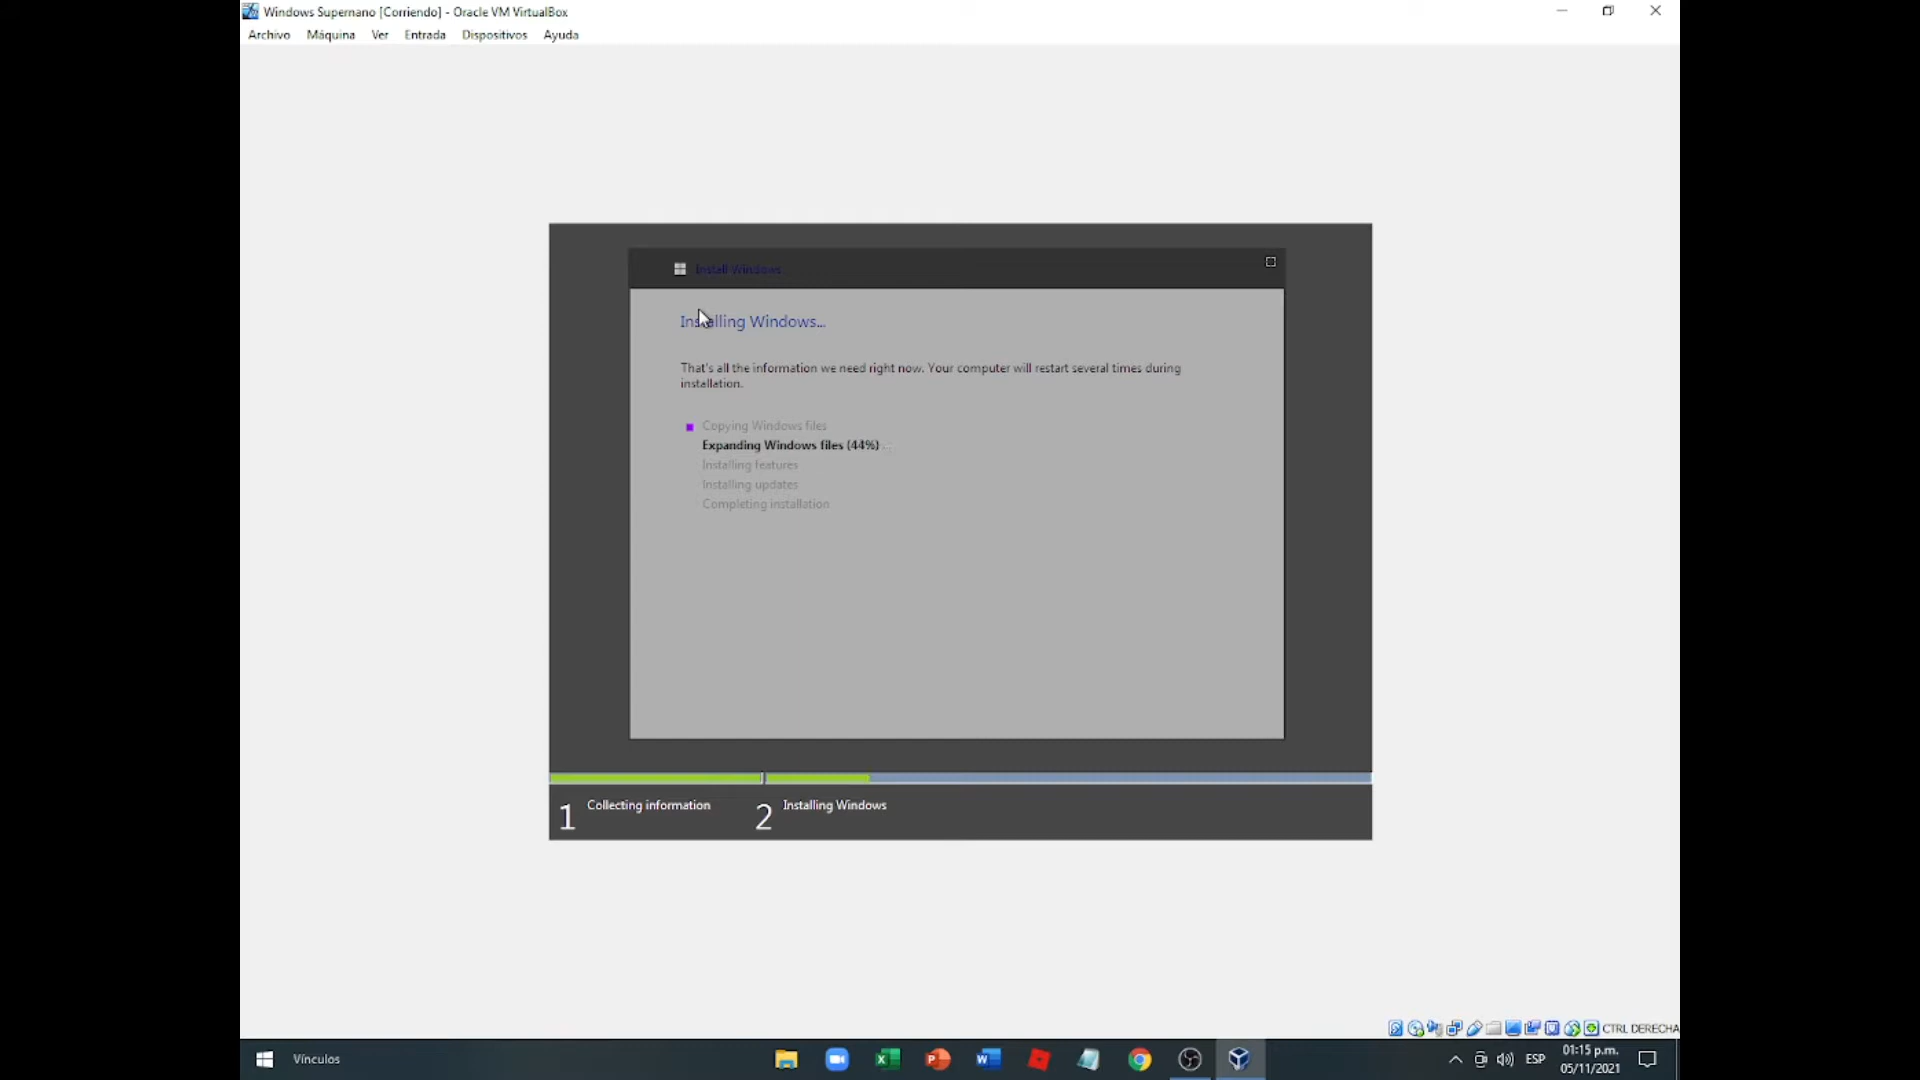 Windows Supernano [Corriendo] - Oracle VM VirtualBox
Archivo Máquina Ver Entrada Dispositivos Ayuda
Install Windows
Installing Windows...
That's all the information we need right now. Your computer will restart several times during
installation.
Copying Windows files
Expanding Windows files (44%)
Installing features
Installing updates
Completing installation
1 Collecting information 2 Installing Windows
CTRL DERECHA
Vínculos
ESP
01:15 p.m.
05/11/2021